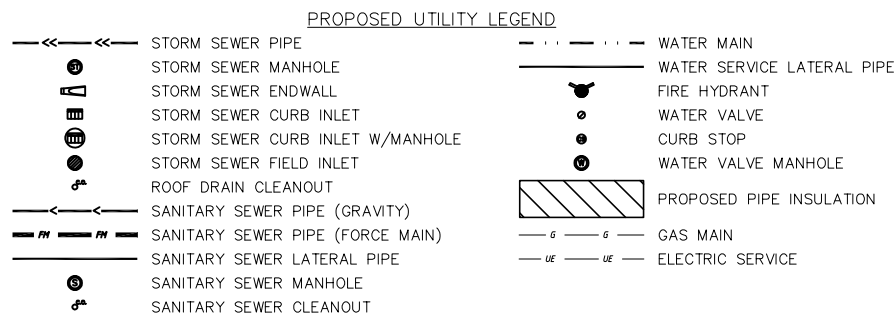 PROPOSED UTILITY LEGEND
<< << STORM SEWER PIPE
ST STORM SEWER MANHOLE
STORM SEWER ENDWALL
STORM SEWER CURB INLET
STORM SEWER CURB INLET W/MANHOLE
STORM SEWER FIELD INLET
co ROOF DRAIN CLEANOUT
< < SANITARY SEWER PIPE (GRAVITY)
FM FM SANITARY SEWER PIPE (FORCE MAIN)
SANITARY SEWER LATERAL PIPE
S SANITARY SEWER MANHOLE
co SANITARY SEWER CLEANOUT
WATER MAIN
WATER SERVICE LATERAL PIPE
FIRE HYDRANT
WATER VALVE
CURB STOP
W WATER VALVE MANHOLE
PROPOSED PIPE INSULATION
G G GAS MAIN
UE UE ELECTRIC SERVICE